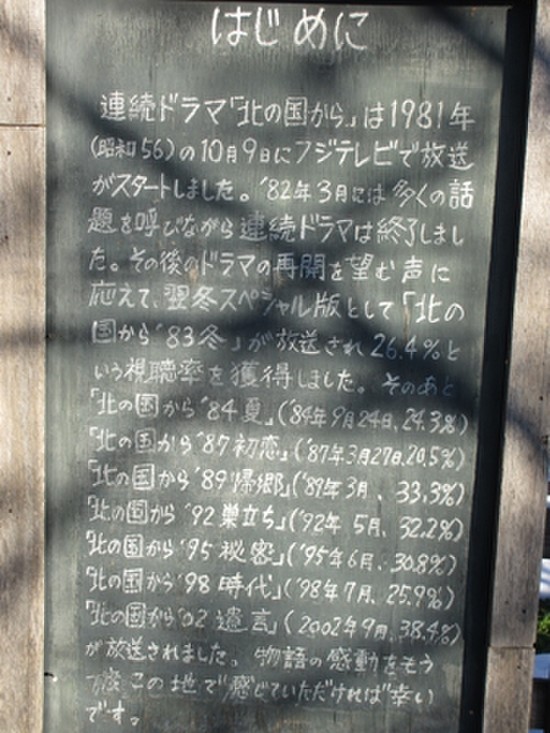 はじめに
連続ドラマ「北の国から」は1981年
(昭和56)の10月9日にフジテレビで放送
がスタートしました。'82年3月には多くの話
題を呼びながら連続ドラマは終了しまし
た。その後のドラマの再開を望む声に
応えて、翌冬スペシャル版として「北の
国から'83冬」が放送され26.4%と
いう視聴率を獲得しました。そのあと
「北の国から'84夏」('84年9月24日、24.3%)
「北の国から'87初恋」('87年3月27日、20.5%)
「北の国から'89帰郷」('89年3月、33.3%)
「北の国から'92巣立ち」('92年5月、32.2%)
「北の国から'95秘密」('95年6月、30.8%)
「北の国から'98時代」('98年7月、25.9%)
「北の国から'02遺言」(2002年9月、38.4%)
が放送されました。物語の感動をもう
一度この地で感じていただければ幸い
です。